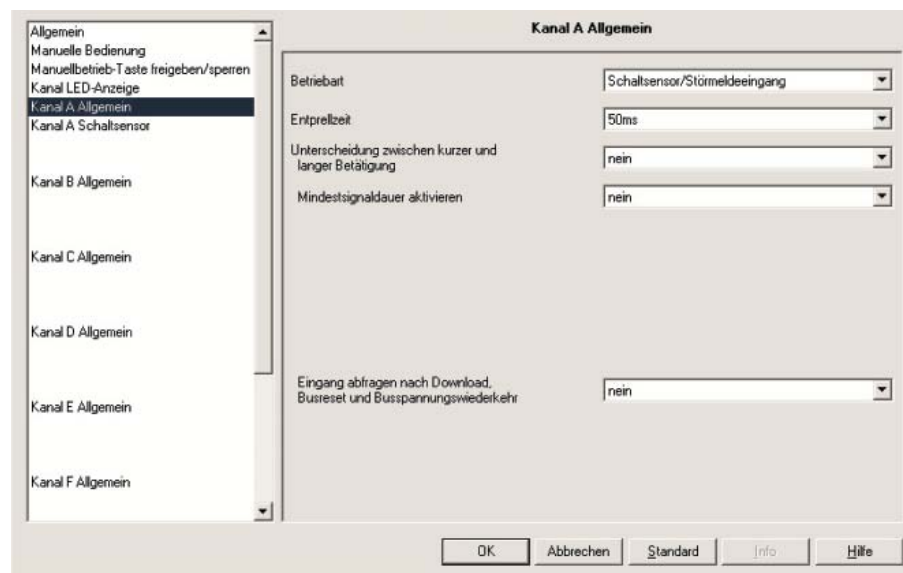 Allgemein
Manuelle Bedienung
Manuellbetrieb-Taste freigeben/sperren
Kanal LED-Anzeige
Kanal A Allgemein
Kanal A Schaltsensor
Kanal B Allgemein
Kanal C Allgemein
Kanal D Allgemein
Kanal E Allgemein
Kanal F Allgemein
Kanal A Allgemein
Betriebart Schaltsensor/Störmeldeeingang
Entprellzeit 50ms
Unterscheidung zwischen kurzer und
langer Betätigung nein
Mindestsignaldauer aktivieren nein
Eingang abfragen nach Download,
Busreset und Busspannungswiederkehr nein
OK Abbrechen Standard Info Hilfe